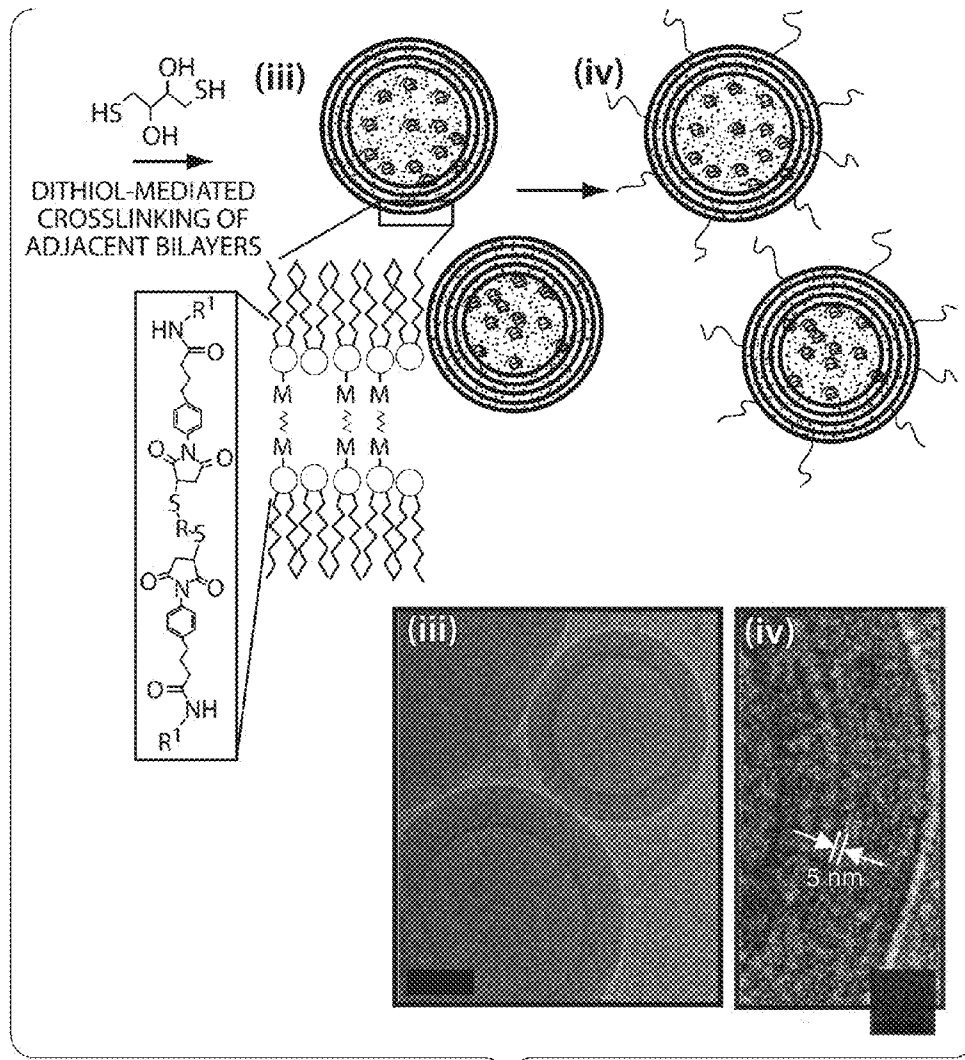 (iii)
(iv)
OH
SH
HS
OH
DITHIOL-MEDIATED
CROSSLINKING OF
ADJACENT BILAYERS
R¹
HN
O
O
N
O
S
R
S
O
N
O
O
NH
R¹
M
M
M
M
M
M
(iii)
(iv)
5 nm